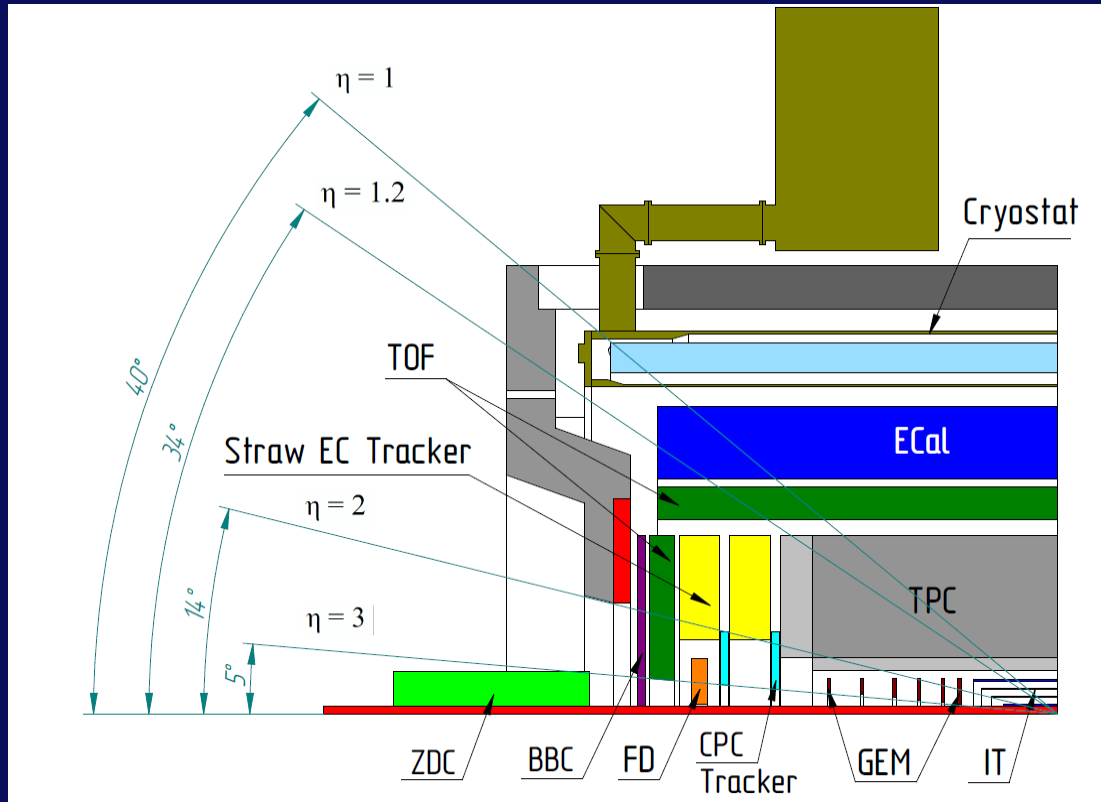 η = 1
η = 1.2
Cryostat
40°
TOF
34°
ECal
Straw EC Tracker
η = 2
14°
TPC
η = 3
5°
ZDC
BBC
FD
CPC
Tracker
GEM
IT